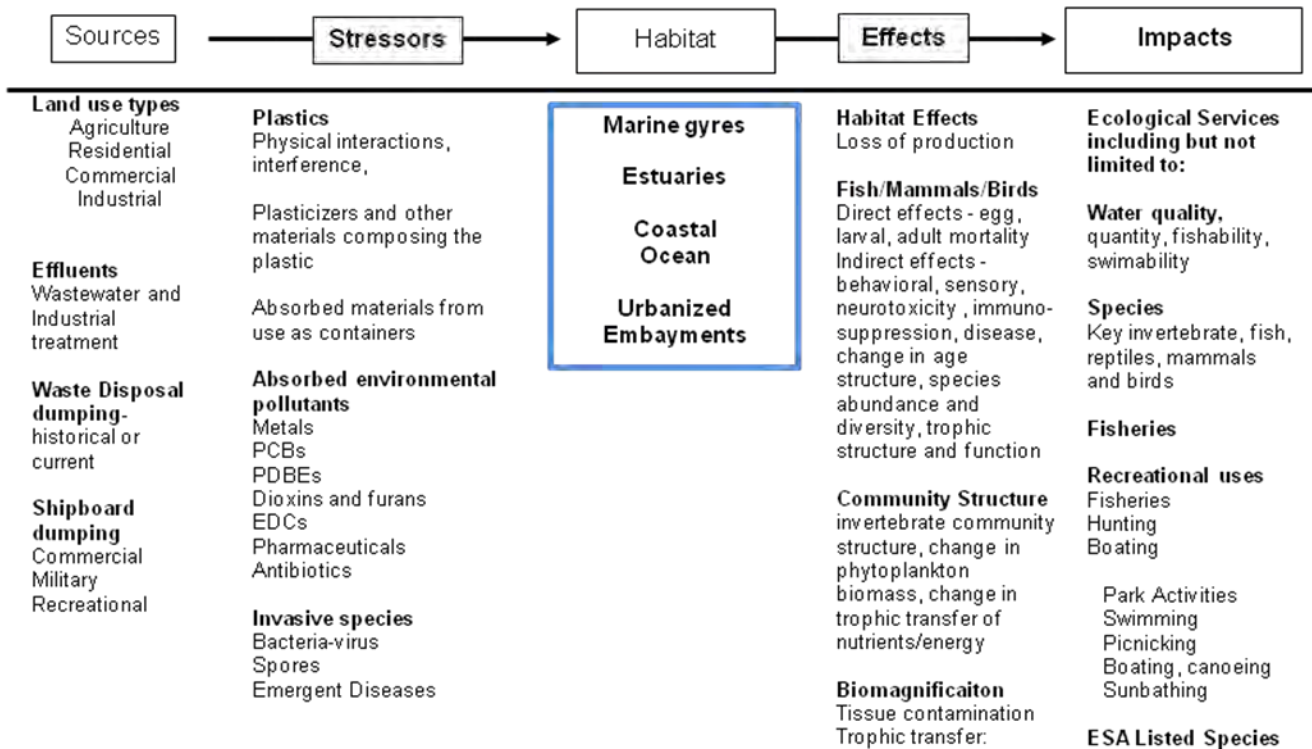 Sources
Stressors
Habitat
Effects
Impacts
Land use types
Agriculture
Residential
Commercial
Industrial
Effluents
Wastewater and
Industrial
treatment
Waste Disposal
dumping-
historical or
current
Shipboard
dumping
Commercial
Military
Recreational
Plastics
Physical interactions,
interference,
Plasticizers and other
materials composing the
plastic
Absorbed materials from
use as containers
Absorbed environmental
pollutants
Metals
PCBs
PDBEs
Dioxins and furans
EDCs
Pharmaceuticals
Antibiotics
Invasive species
Bacteria-virus
Spores
Emergent Diseases
Marine gyres
Estuaries
Coastal
Ocean
Urbanized
Embayments
Habitat Effects
Loss of production
Fish/Mammals/Birds
Direct effects - egg,
larval, adult mortality
Indirect effects -
behavioral, sensory,
neurotoxicity , immuno-
suppression, disease,
change in age
structure, species
abundance and
diversity, trophic
structure and function
Community Structure
invertebrate community
structure, change in
phytoplankton
biomass, change in
trophic transfer of
nutrients/energy
Biomagnificaiton
Tissue contamination
Trophic transfer:
Ecological Services
including but not
limited to:
Water quality,
quantity, fishability,
swimability
Species
Key invertebrate, fish,
reptiles, mammals
and birds
Fisheries
Recreational uses
Fisheries
Hunting
Boating
Park Activities
Swimming
Picnicking
Boating, canoeing
Sunbathing
ESA Listed Species